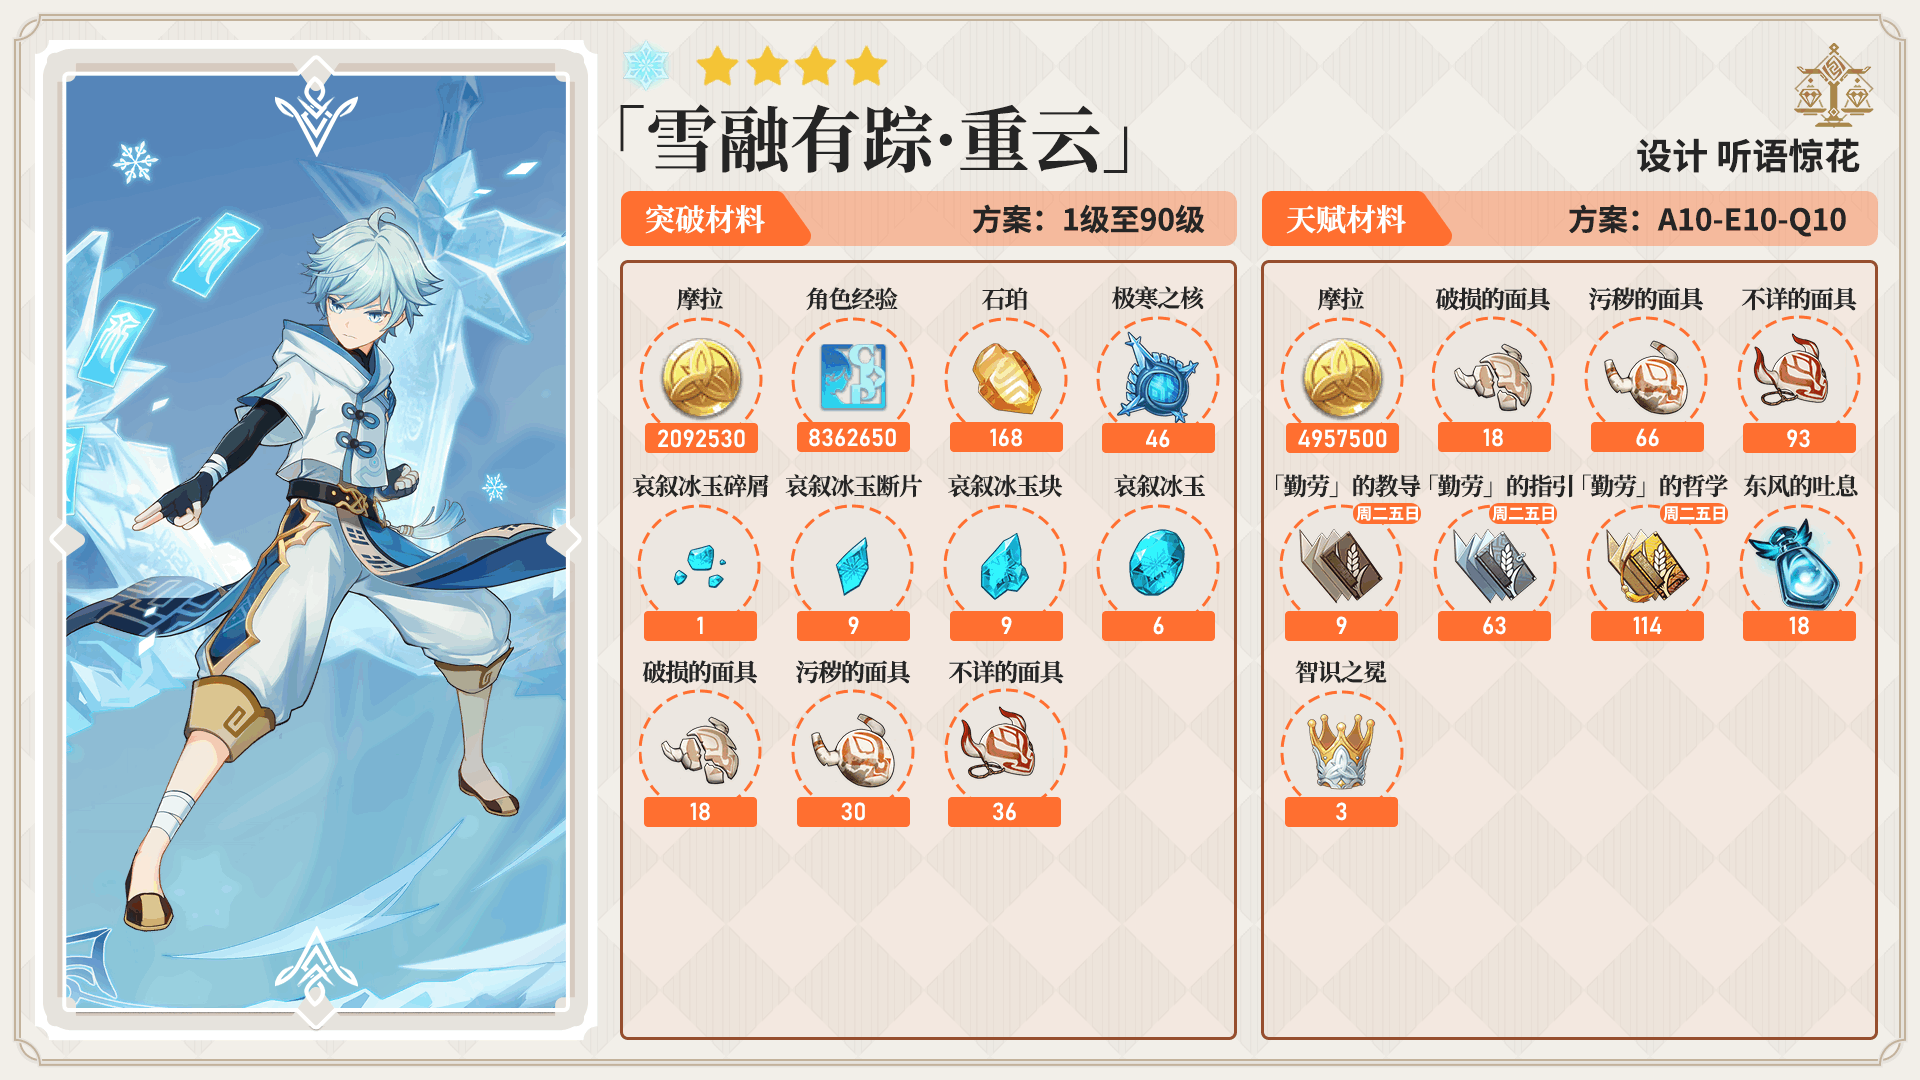 「雪融有踪·重云」
设计 听语惊花
突破材料 方案：1级至90级
摩拉 角色经验 石珀 极寒之核
2092530 8362650 168 46
哀叙冰玉碎屑 哀叙冰玉断片 哀叙冰玉块 哀叙冰玉
1 9 9 6
破损的面具 污秽的面具 不详的面具
18 30 36
天赋材料 方案：A10-E10-Q10
摩拉 破损的面具 污秽的面具 不详的面具
4957500 18 66 93
「勤劳」的教导 「勤劳」的指引 「勤劳」的哲学 东风的吐息
周二五日 周二五日 周二五日
9 63 114 18
智识之冕
3